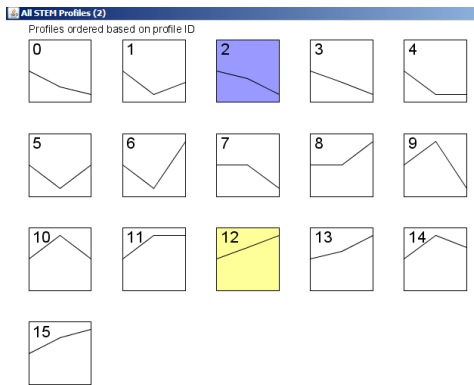 All STEM Profiles (2)
Profiles ordered based on profile ID
0 1 2 3 4
5 6 7 8 9
10 11 12 13 14
15